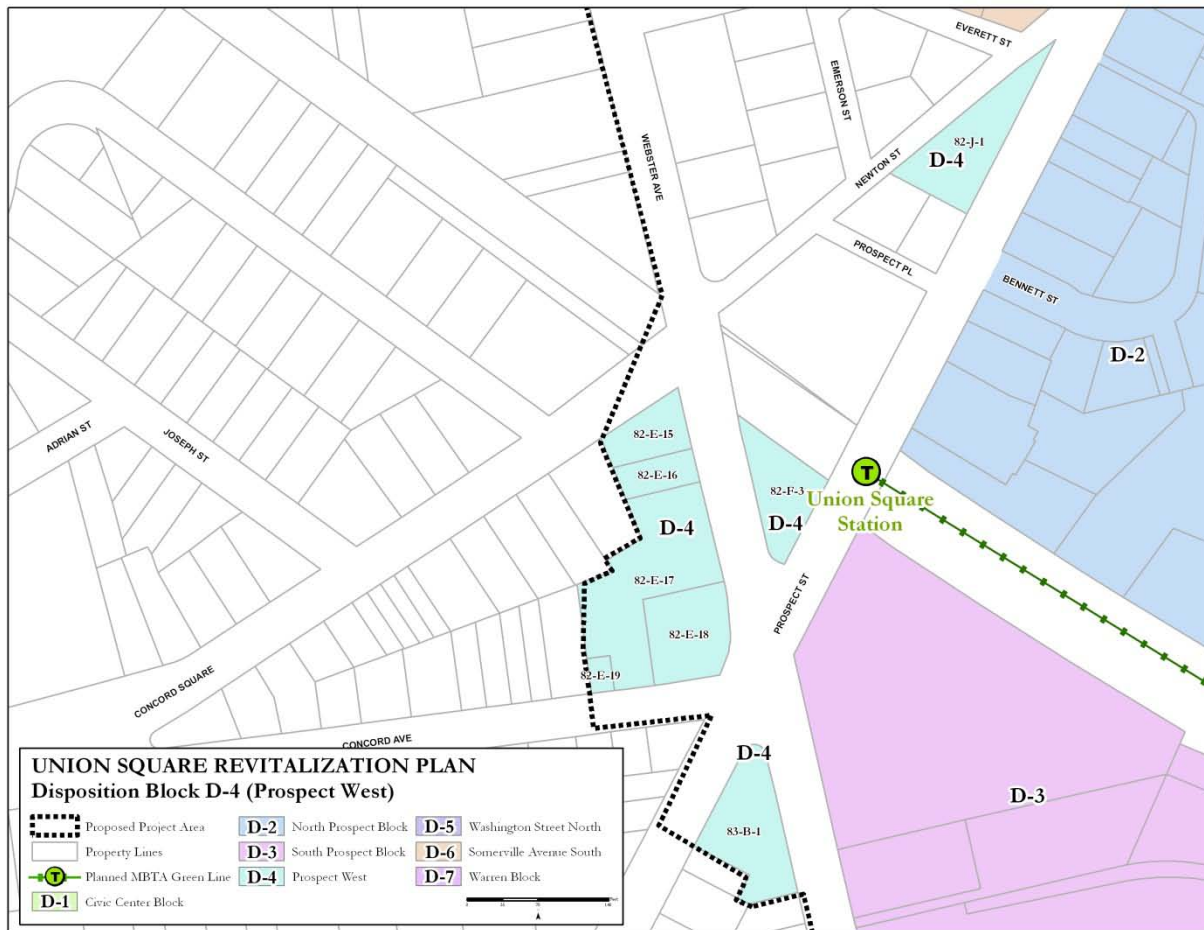 EVERETT ST
EMERSON ST
WEBSTER AVE
82-J-1
D-4
NEWTON ST
PROSPECT PL
BENNETT ST
D-2
ADRIAN ST
JOSEPH ST
82-E-15
82-E-16
D-4
82-E-17
82-E-18
82-E-19
82-F-3
D-4
T
Union Square
Station
PROSPECT ST
CONCORD SQUARE
CONCORD AVE
D-4
83-B-1
D-3
UNION SQUARE REVITALIZATION PLAN
Disposition Block D-4 (Prospect West)
Proposed Project Area
Property Lines
T Planned MBTA Green Line
D-1 Civic Center Block
D-2 North Prospect Block
D-3 South Prospect Block
D-4 Prospect West
D-5 Washington Street North
D-6 Somerville Avenue South
D-7 Warren Block